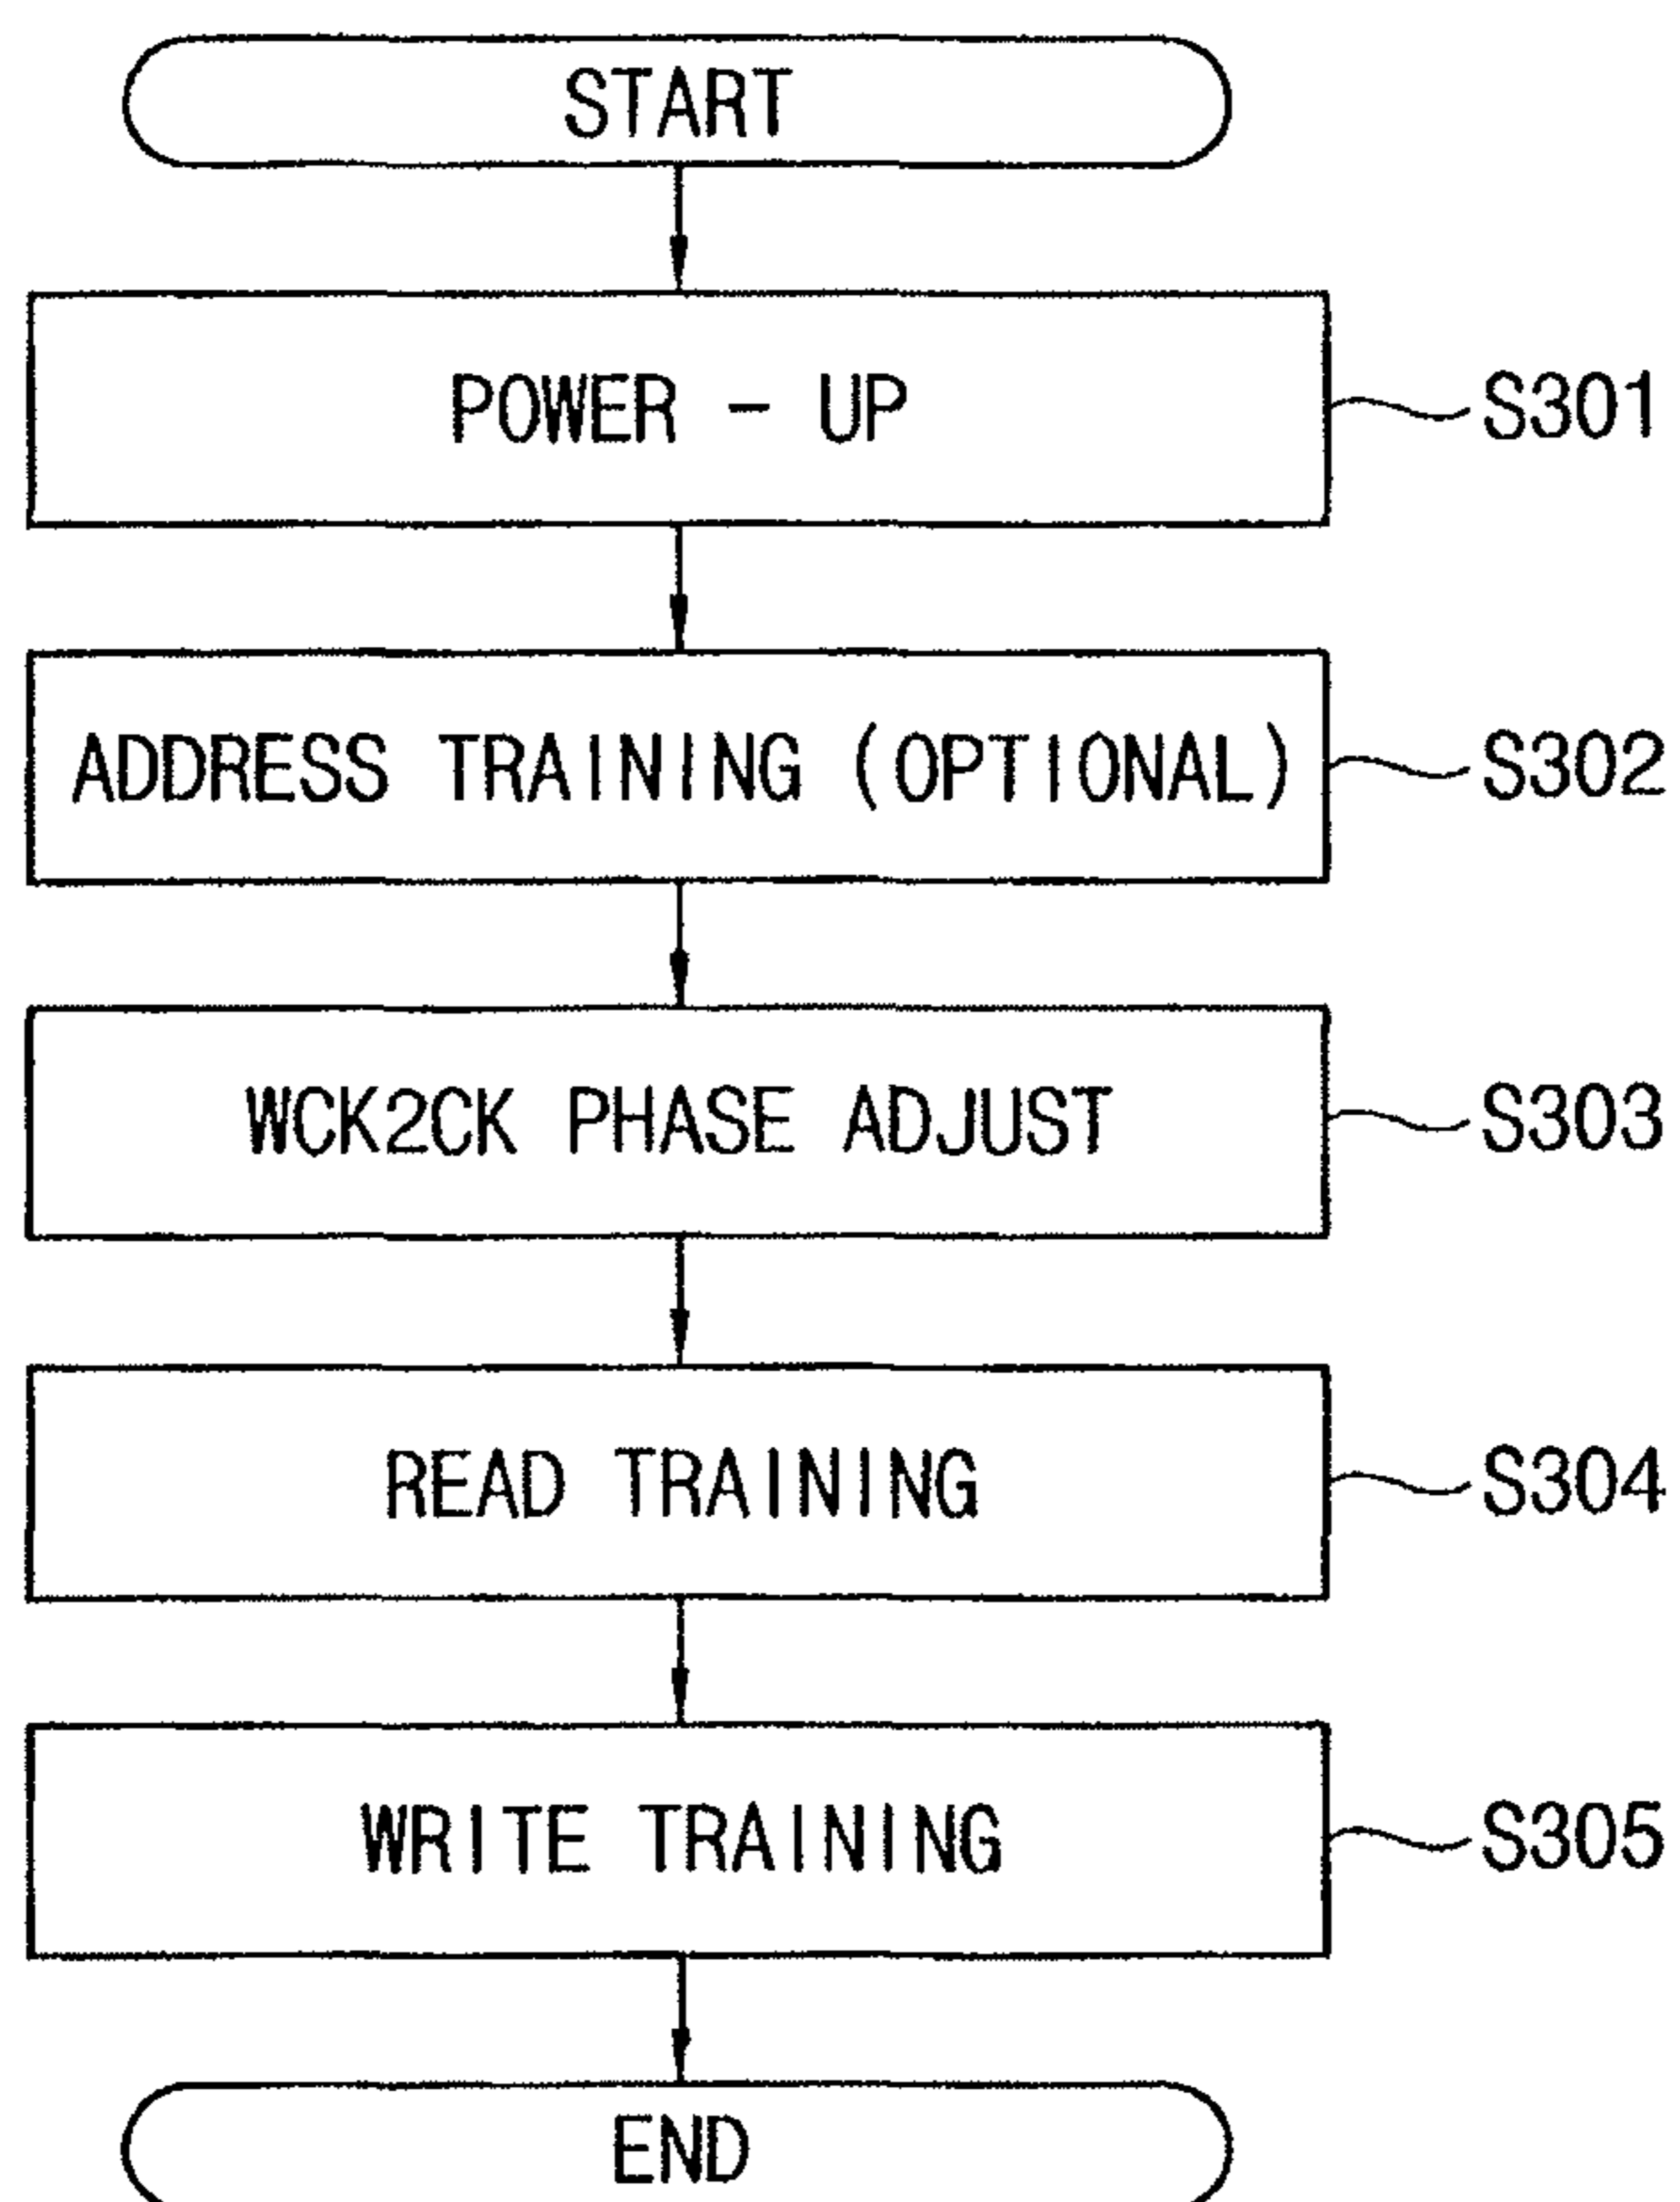 START
POWER - UP S301
ADDRESS TRAINING (OPTIONAL) S302
WCK2CK PHASE ADJUST S303
READ TRAINING S304
WRITE TRAINING S305
END